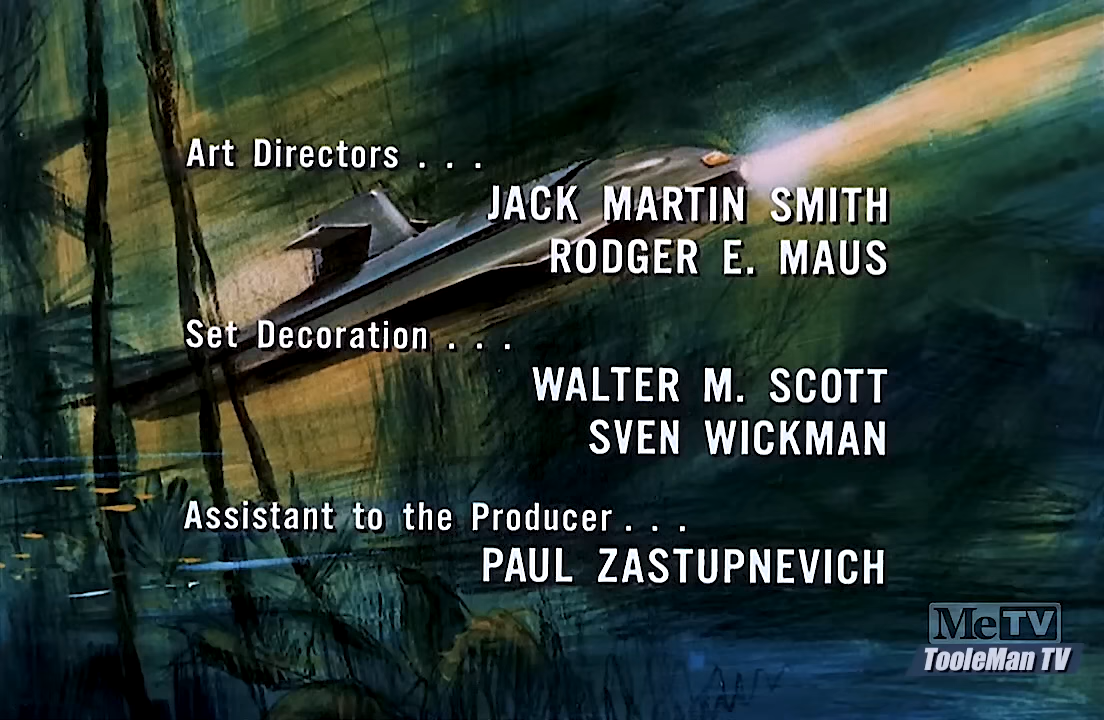 Art Directors . . .
JACK MARTIN SMITH
RODGER E. MAUS
Set Decoration . . .
WALTER M. SCOTT
SVEN WICKMAN
Assistant to the Producer . . .
PAUL ZASTUPNEVICH
MeTV
TooleMan TV